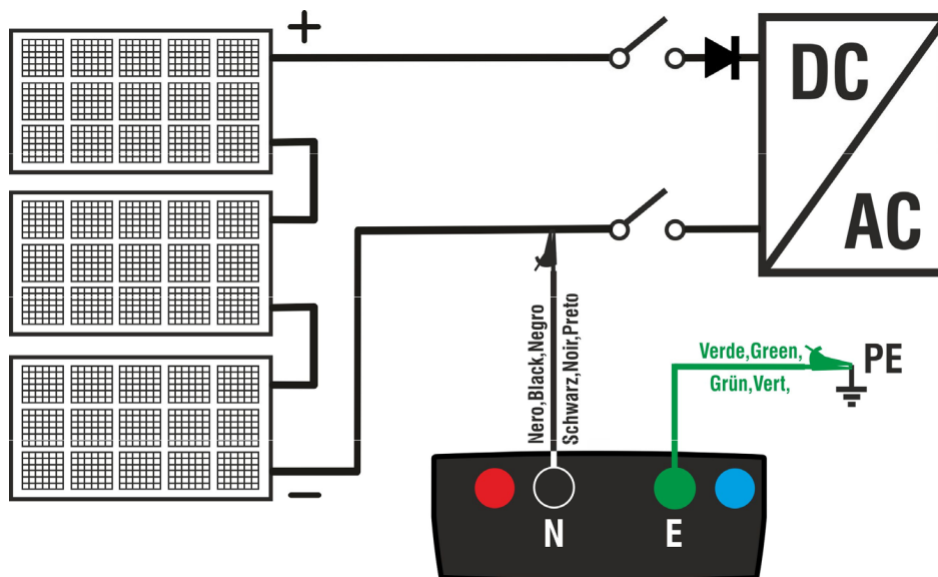 +
DC
AC
Nero,Black,Negro
Schwarz,Noir,Preto
Verde,Green,
Grün,Vert,
PE
−
N
E